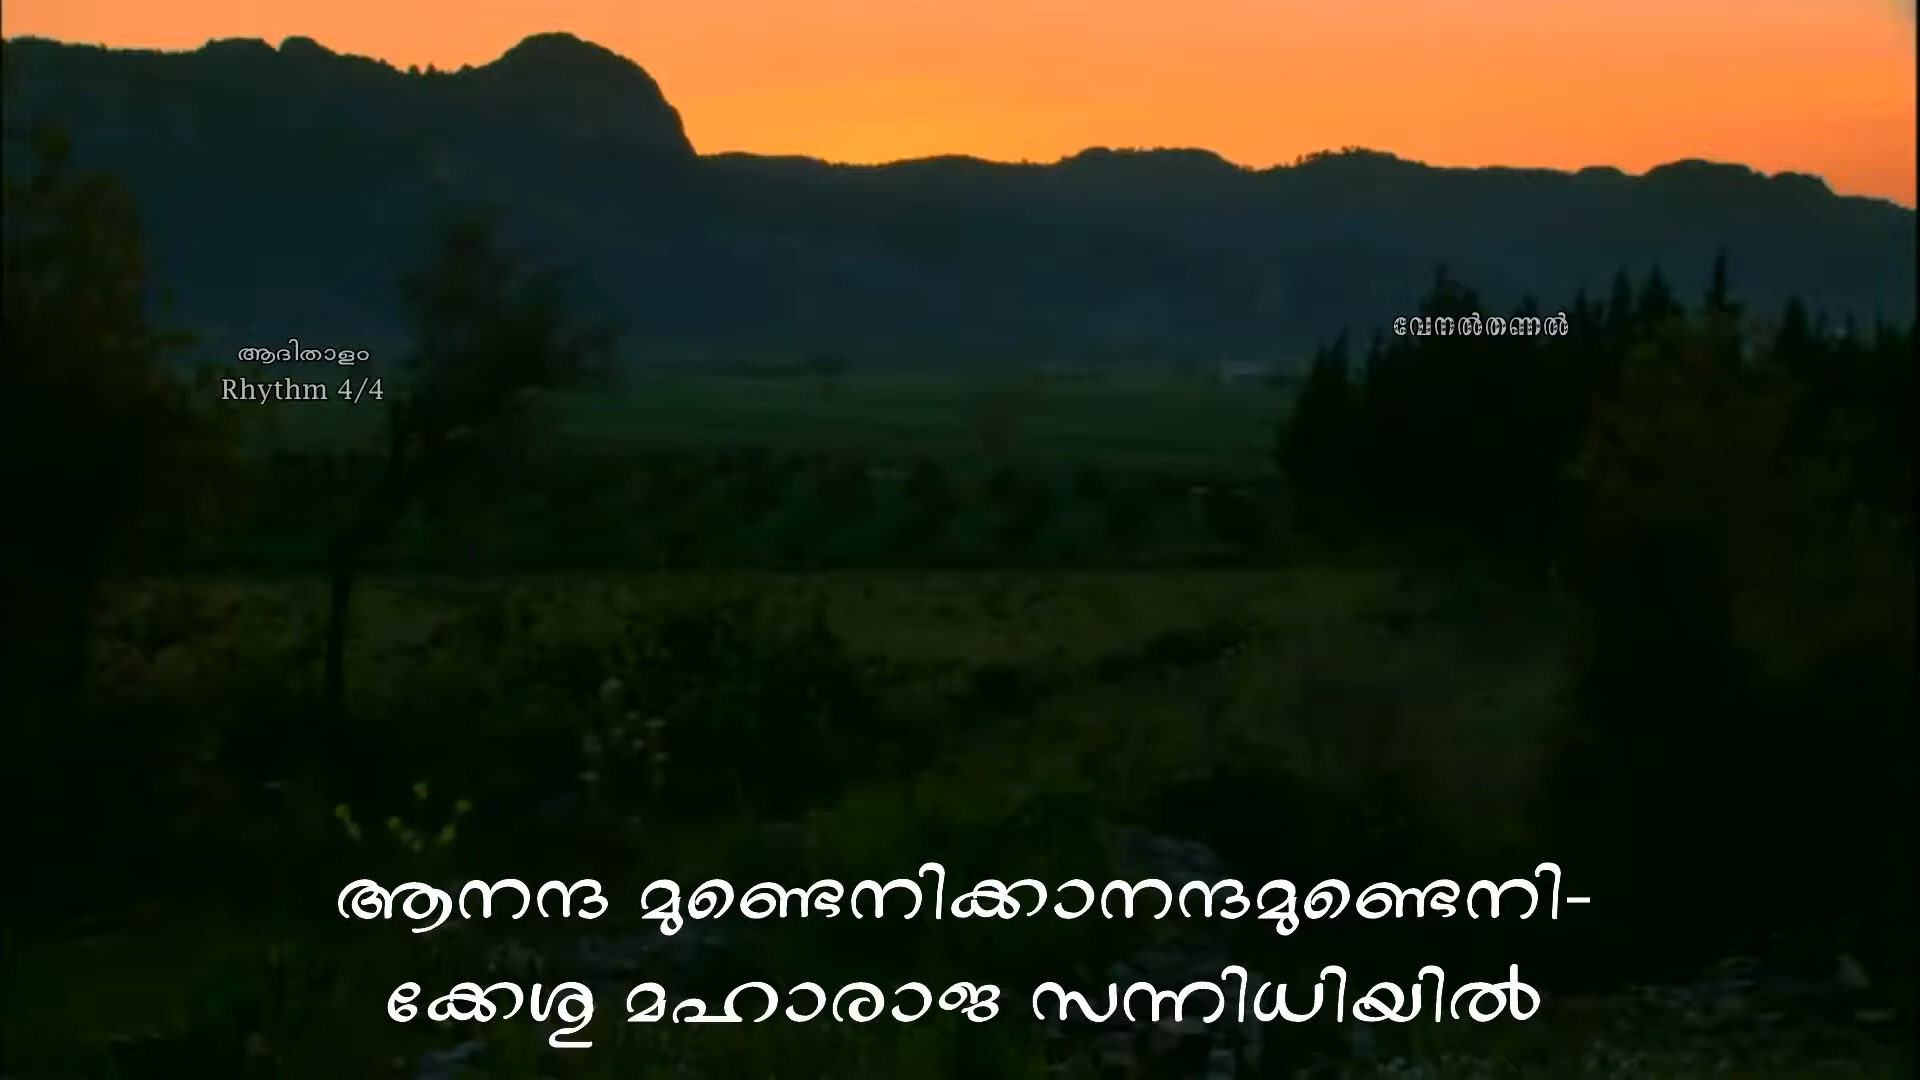 വേനൽതണൽ
ആദിതാളം
Rhythm 4/4
ആനന്ദ മുണ്ടെനിക്കാനന്ദമുണ്ടെനി-
ക്കേശു മഹാരാജ സന്നിധിയിൽ